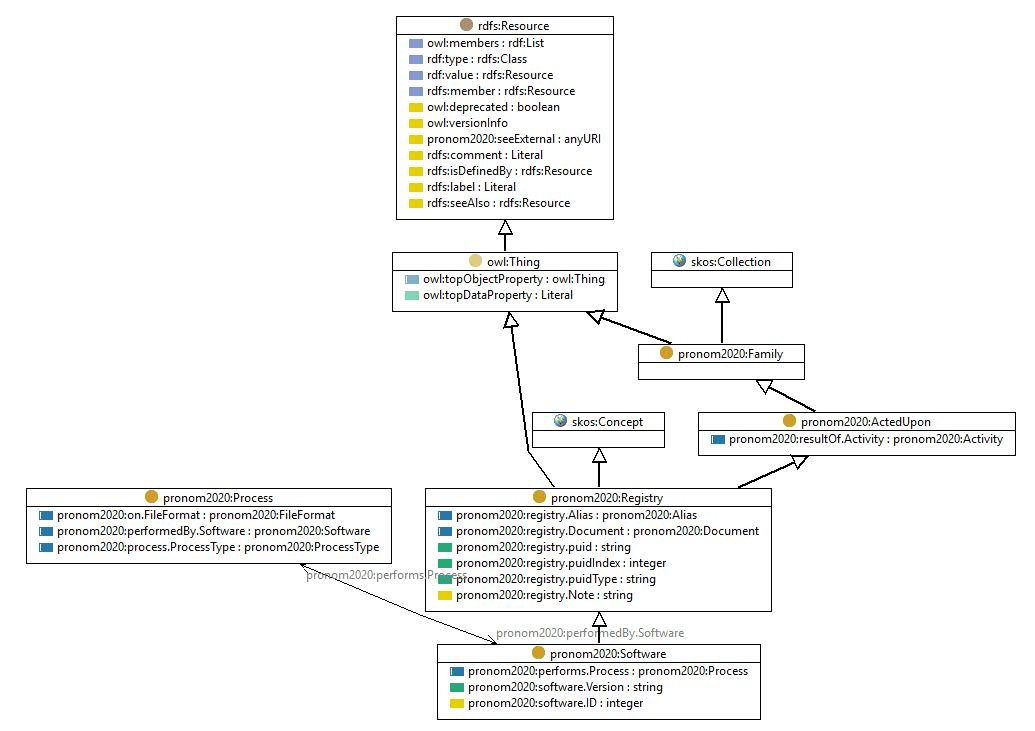 rdfs:Resource
owl:members : rdf:List
rdf:type : rdfs:Class
rdf:value : rdfs:Resource
rdfs:member : rdfs:Resource
owl:deprecated : boolean
owl:versionInfo
pronom2020:seeExternal : anyURI
rdfs:comment : Literal
rdfs:isDefinedBy : rdfs:Resource
rdfs:label : Literal
rdfs:seeAlso : rdfs:Resource
owl:Thing
owl:topObjectProperty : owl:Thing
owl:topDataProperty : Literal
skos:Collection
pronom2020:Family
skos:Concept
pronom2020:ActedUpon
pronom2020:resultOf.Activity : pronom2020:Activity
pronom2020:Process
pronom2020:on.FileFormat : pronom2020:FileFormat
pronom2020:performedBy.Software : pronom2020:Software
pronom2020:process.ProcessType : pronom2020:ProcessType
pronom2020:Registry
pronom2020:registry.Alias : pronom2020:Alias
pronom2020:registry.Document : pronom2020:Document
pronom2020:registry.puid : string
pronom2020:registry.puidIndex : integer
pronom2020:registry.puidType : string
pronom2020:registry.Note : string
pronom2020:performs.Process
pronom2020:performedBy.Software
pronom2020:Software
pronom2020:performs.Process : pronom2020:Process
pronom2020:software.Version : string
pronom2020:software.ID : integer